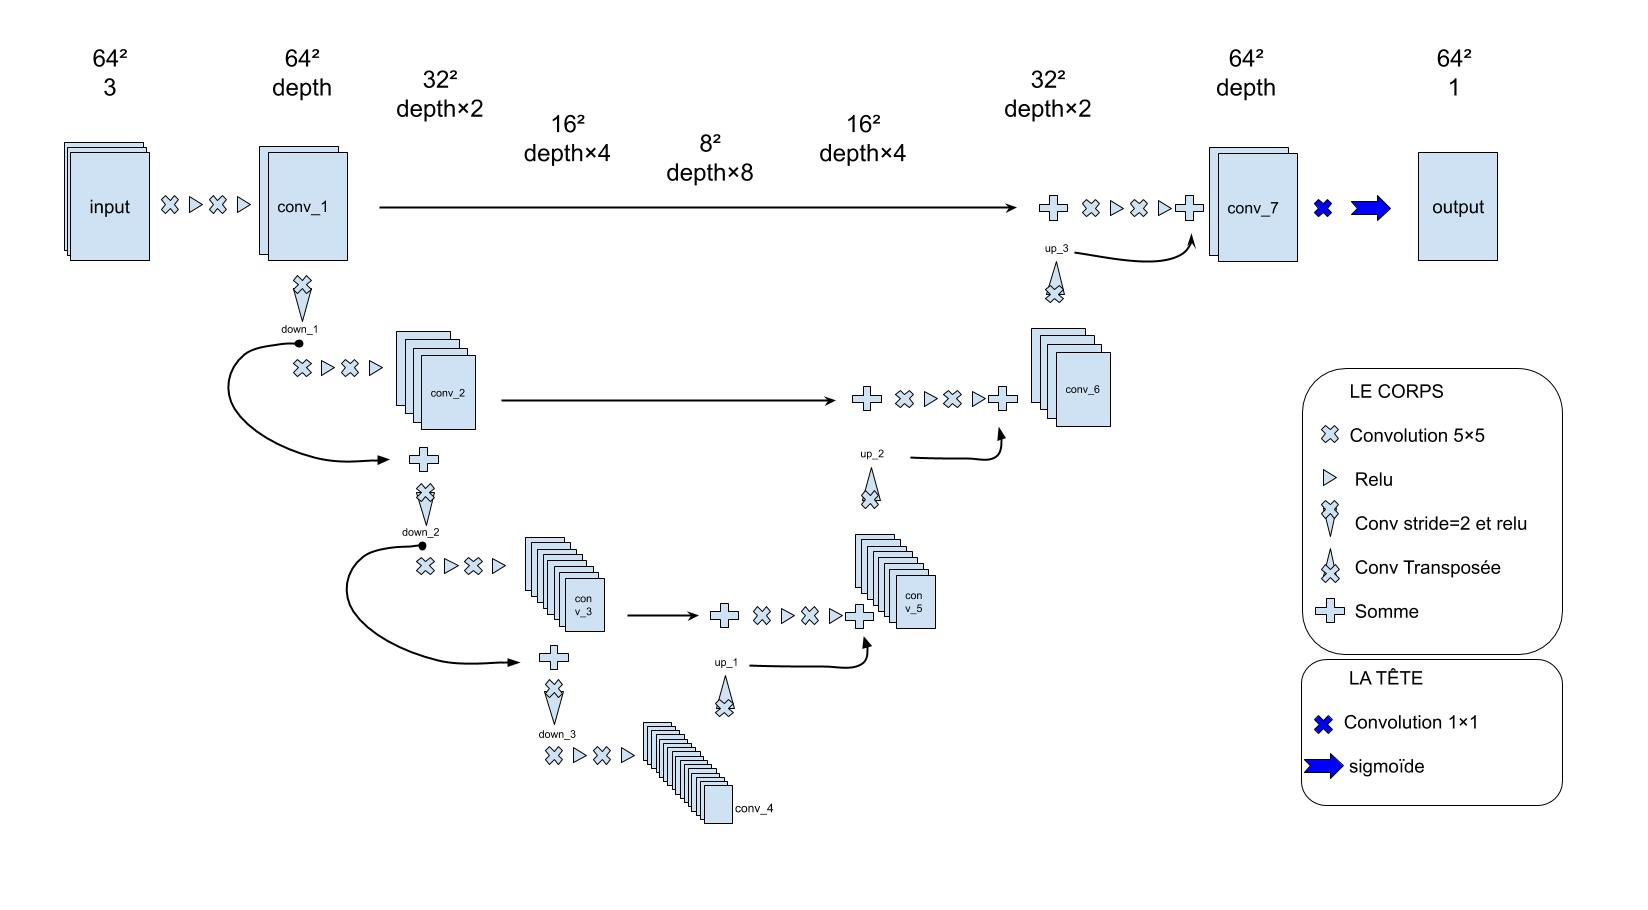 64²
3
64²
depth
32²
depth×2
16²
depth×4
8²
depth×8
16²
depth×4
32²
depth×2
64²
depth
64²
1
input
conv_1
conv_7
output
up_3
down_1
conv_2
conv_6
up_2
down_2
con
v_3
con
v_5
up_1
down_3
conv_4
LE CORPS
Convolution 5×5
Relu
Conv stride=2 et relu
Conv Transposée
Somme
LA TÊTE
Convolution 1×1
sigmoïde